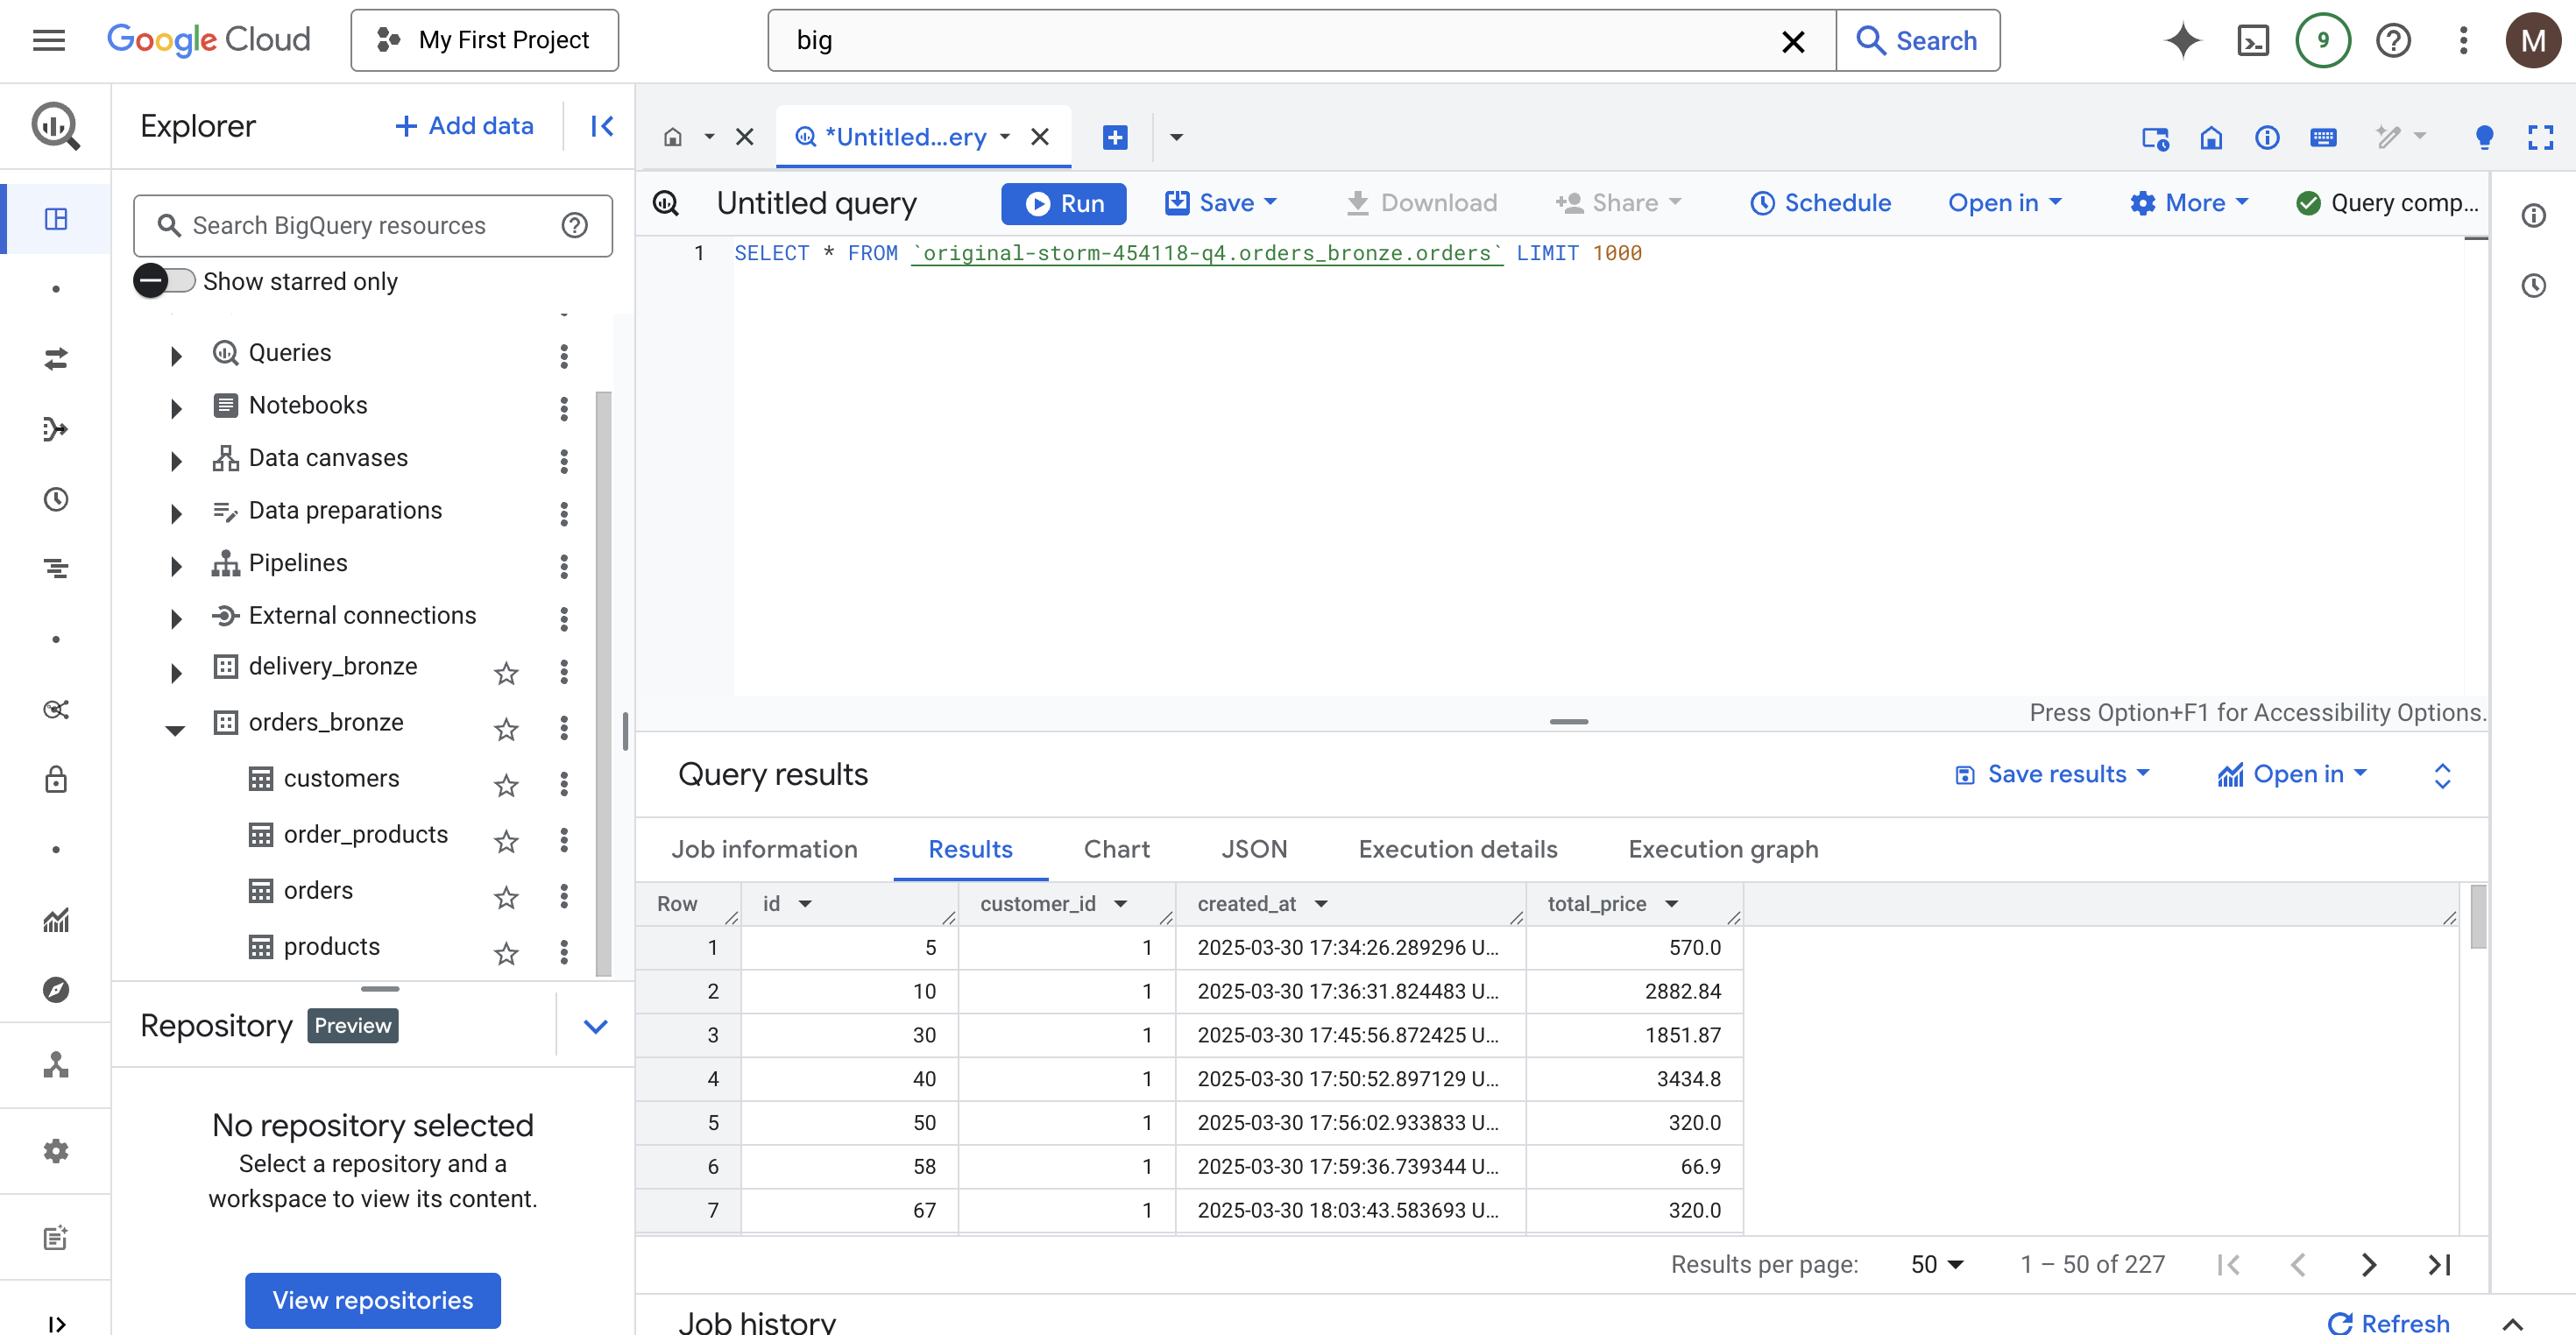 Google Cloud
My First Project
big
Search
9
M
Explorer
Add data
*Untitled...ery
Search BigQuery resources
Show starred only
Queries
Notebooks
Data canvases
Data preparations
Pipelines
External connections
delivery_bronze
orders_bronze
customers
order_products
orders
products
Repository Preview
No repository selected
Select a repository and a
workspace to view its content.
View repositories
Untitled query
Run
Save
Download
Share
Schedule
Open in
More
Query comp...
1 SELECT * FROM `original-storm-454118-q4.orders_bronze.orders` LIMIT 1000
Press Option+F1 for Accessibility Options.
Query results
Save results
Open in
Job information
Results
Chart
JSON
Execution details
Execution graph
Row id customer_id created_at total_price
1 5 1 2025-03-30 17:34:26.289296 U... 570.0
2 10 1 2025-03-30 17:36:31.824483 U... 2882.84
3 30 1 2025-03-30 17:45:56.872425 U... 1851.87
4 40 1 2025-03-30 17:50:52.897129 U... 3434.8
5 50 1 2025-03-30 17:56:02.933833 U... 320.0
6 58 1 2025-03-30 17:59:36.739344 U... 66.9
7 67 1 2025-03-30 18:03:43.583693 U... 320.0
Results per page: 50 1 – 50 of 227
Job history
Refresh